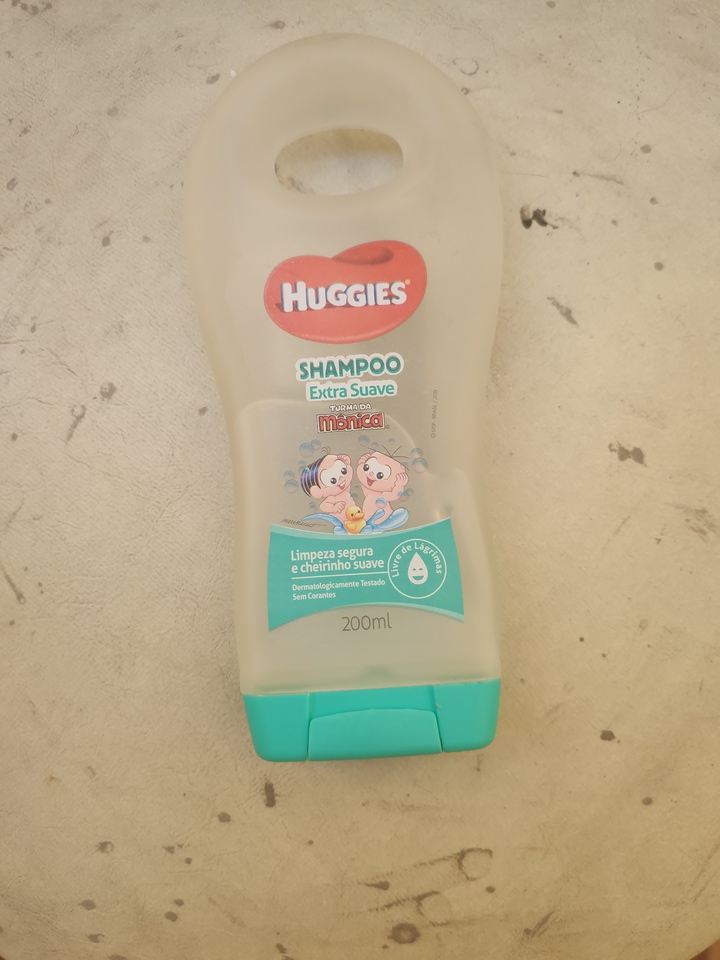 HUGGIES®
SHAMPOO
Extra Suave
TURMA DA
Mônica
Limpeza segura
e cheirinho suave
Dermatologicamente Testado
Sem Corantes
Livre de Lágrimas
200ml